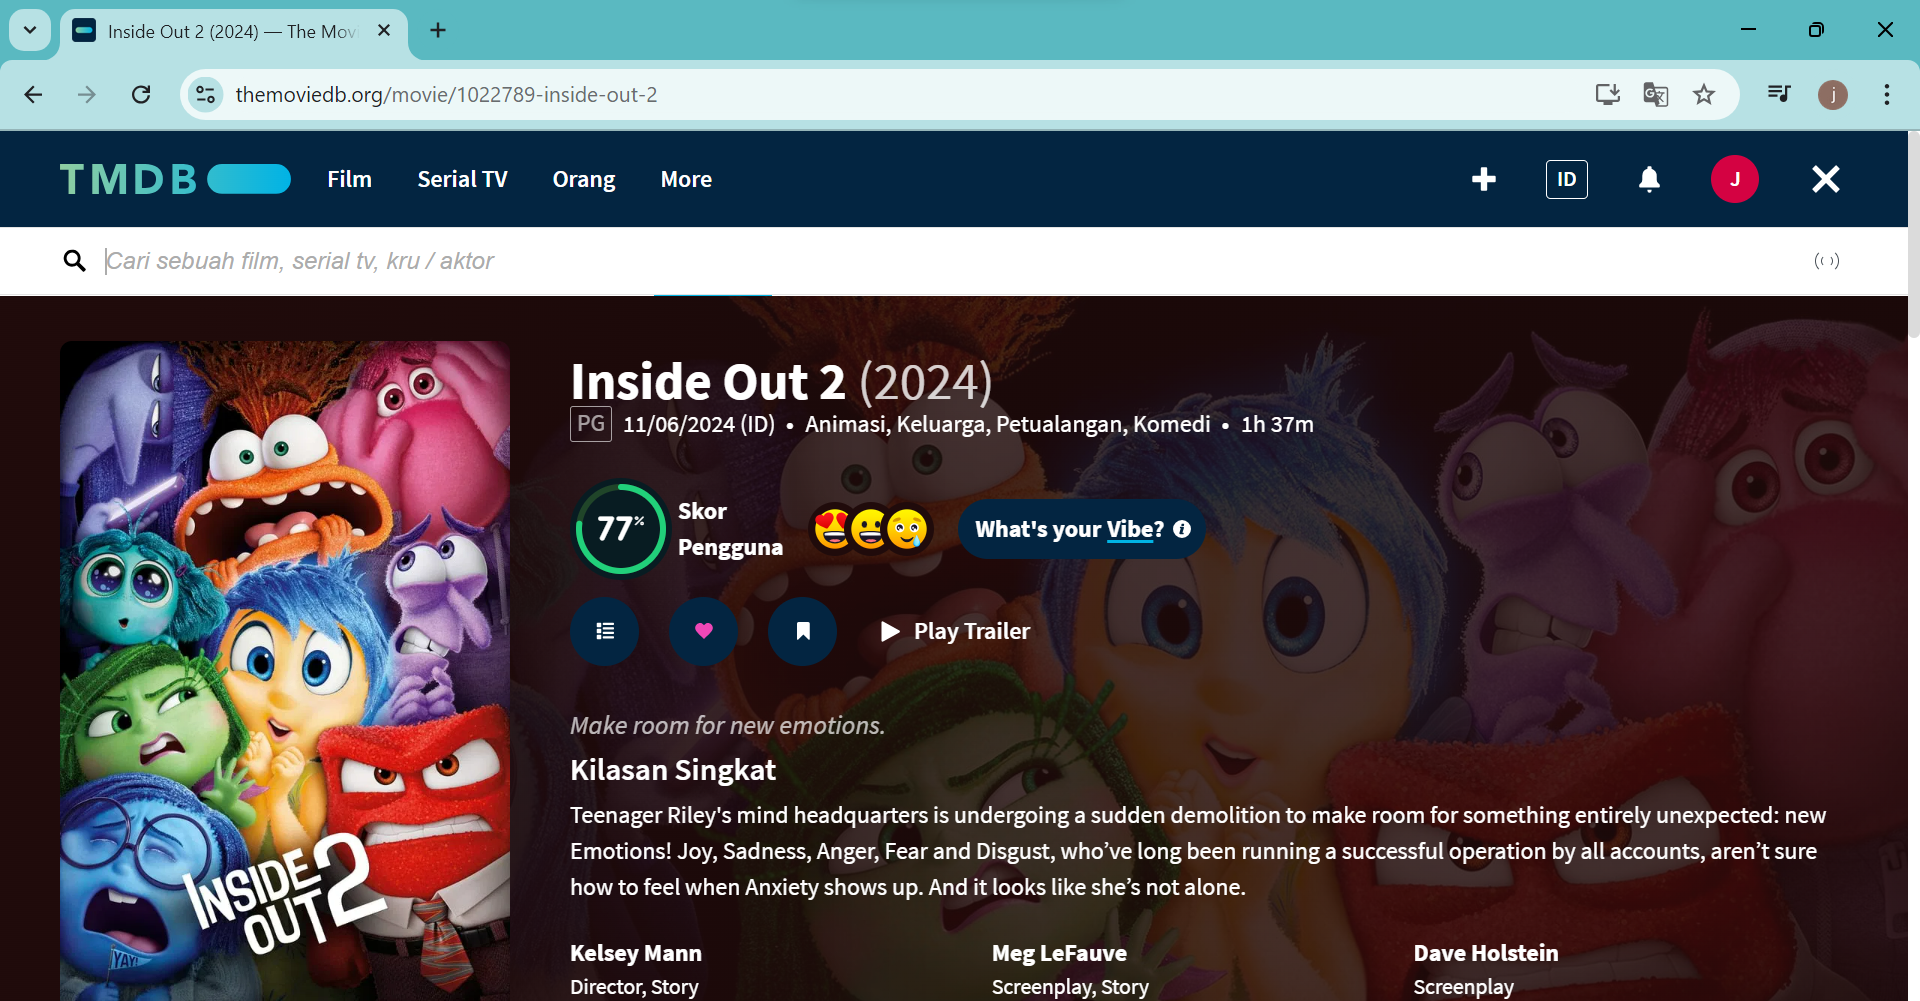 Inside Out 2 (2024) — The Mov
themoviedb.org/movie/1022789-inside-out-2
j
TMDB
Film
Serial TV
Orang
More
ID
J
Cari sebuah film, serial tv, kru / aktor
Inside Out 2 (2024)
PG 11/06/2024 (ID) • Animasi, Keluarga, Petualangan, Komedi • 1h 37m
77%
Skor
Pengguna
What's your Vibe?
Play Trailer
Make room for new emotions.
Kilasan Singkat
Teenager Riley's mind headquarters is undergoing a sudden demolition to make room for something entirely unexpected: new
Emotions! Joy, Sadness, Anger, Fear and Disgust, who’ve long been running a successful operation by all accounts, aren’t sure
how to feel when Anxiety shows up. And it looks like she’s not alone.
Kelsey Mann
Director, Story
Meg LeFauve
Screenplay, Story
Dave Holstein
Screenplay
YAY!
INSIDE
OUT 2